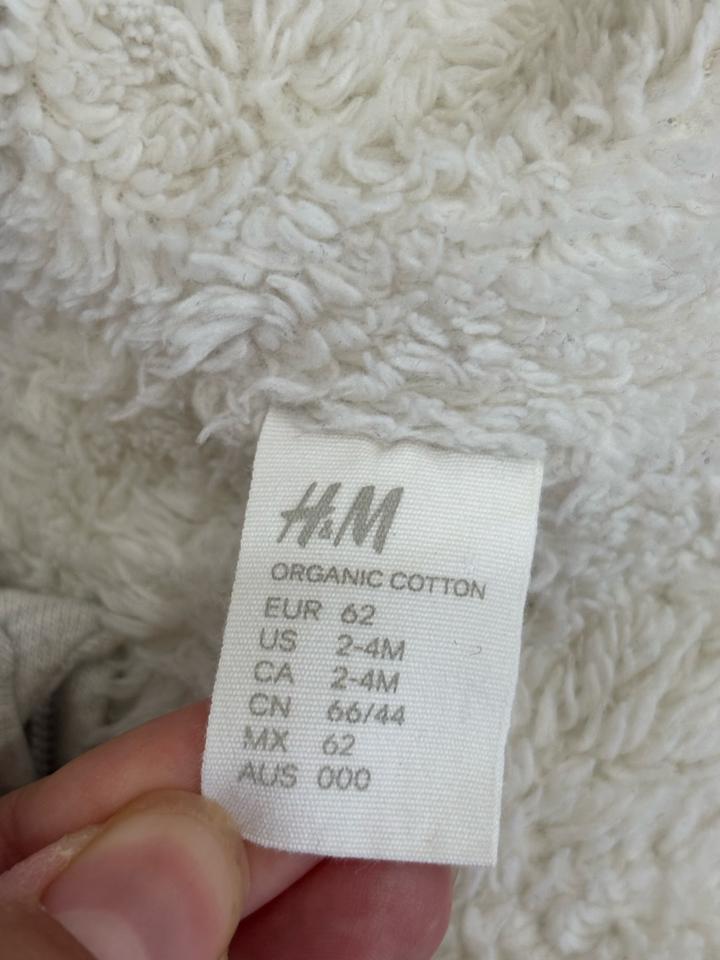 H&M
ORGANIC COTTON
EUR 62
US 2-4M
CA 2-4M
CN 66/44
MX 62
AUS 000